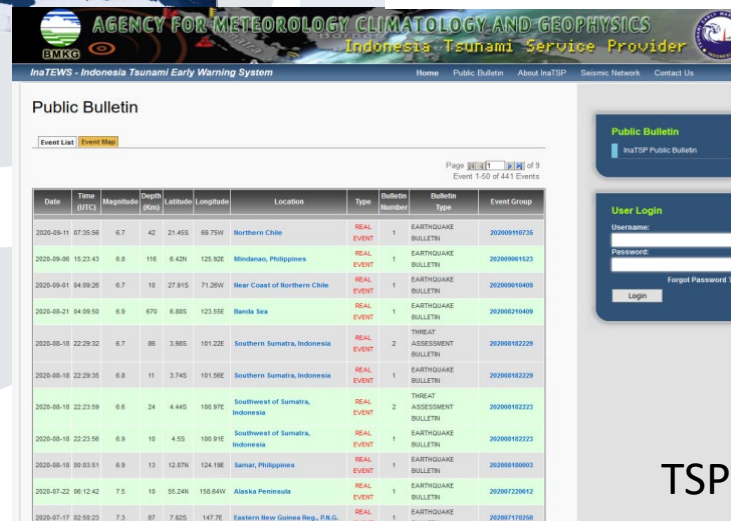 AGENCY FOR METEOROLOGY CLIMATOLOGY AND GEOPHYSICS
BMKG
Indonesia Tsunami Service Provider
InaTEWS - Indonesia Tsunami Early Warning System Home Public Bulletin About InaTSP Seismic Network Contact Us
Public Bulletin
Event List Event Map
Page 1 of 9
Event 1-50 of 441 Events
Date Time (UTC) Magnitude Depth (Km) Latitude Longitude Location Type Bulletin Number Bulletin Type Event Group
2020-09-11 07:35:56 6.7 42 21.45S 69.75W Northern Chile REAL EVENT 1 EARTHQUAKE BULLETIN 202009110735
2020-09-06 15:23:43 6.8 116 6.42N 125.92E Mindanao, Philippines REAL EVENT 1 EARTHQUAKE BULLETIN 202009061523
2020-09-01 04:09:26 6.7 10 27.91S 71.26W Near Coast of Northern Chile REAL EVENT 1 EARTHQUAKE BULLETIN 202009010409
2020-08-21 04:09:50 6.9 670 6.88S 123.55E Banda Sea REAL EVENT 1 EARTHQUAKE BULLETIN 202008210409
2020-08-18 22:29:32 6.7 86 3.98S 101.22E Southern Sumatra, Indonesia REAL EVENT 2 THREAT ASSESSMENT BULLETIN 202008182229
2020-08-18 22:29:35 6.8 11 3.74S 101.56E Southern Sumatra, Indonesia REAL EVENT 1 EARTHQUAKE BULLETIN 202008182229
2020-08-18 22:23:59 6.6 24 4.44S 100.97E Southwest of Sumatra, Indonesia REAL EVENT 2 THREAT ASSESSMENT BULLETIN 202008182223
2020-08-18 22:23:56 6.9 10 4.5S 100.91E Southwest of Sumatra, Indonesia REAL EVENT 1 EARTHQUAKE BULLETIN 202008182223
2020-08-18 00:03:51 6.9 13 12.07N 124.19E Samar, Philippines REAL EVENT 1 EARTHQUAKE BULLETIN 202008180003
2020-07-22 06:12:42 7.5 10 55.24N 158.64W Alaska Peninsula REAL EVENT 1 EARTHQUAKE BULLETIN 202007220612
2020-07-17 02:50:23 7.3 87 7.82S 147.7E Eastern New Guinea Reg., P.N.G. REAL EVENT 1 EARTHQUAKE 202007170250
Public Bulletin
InaTSP Public Bulletin
User Login
Username:
Password:
Forgot Password
Login
TSP